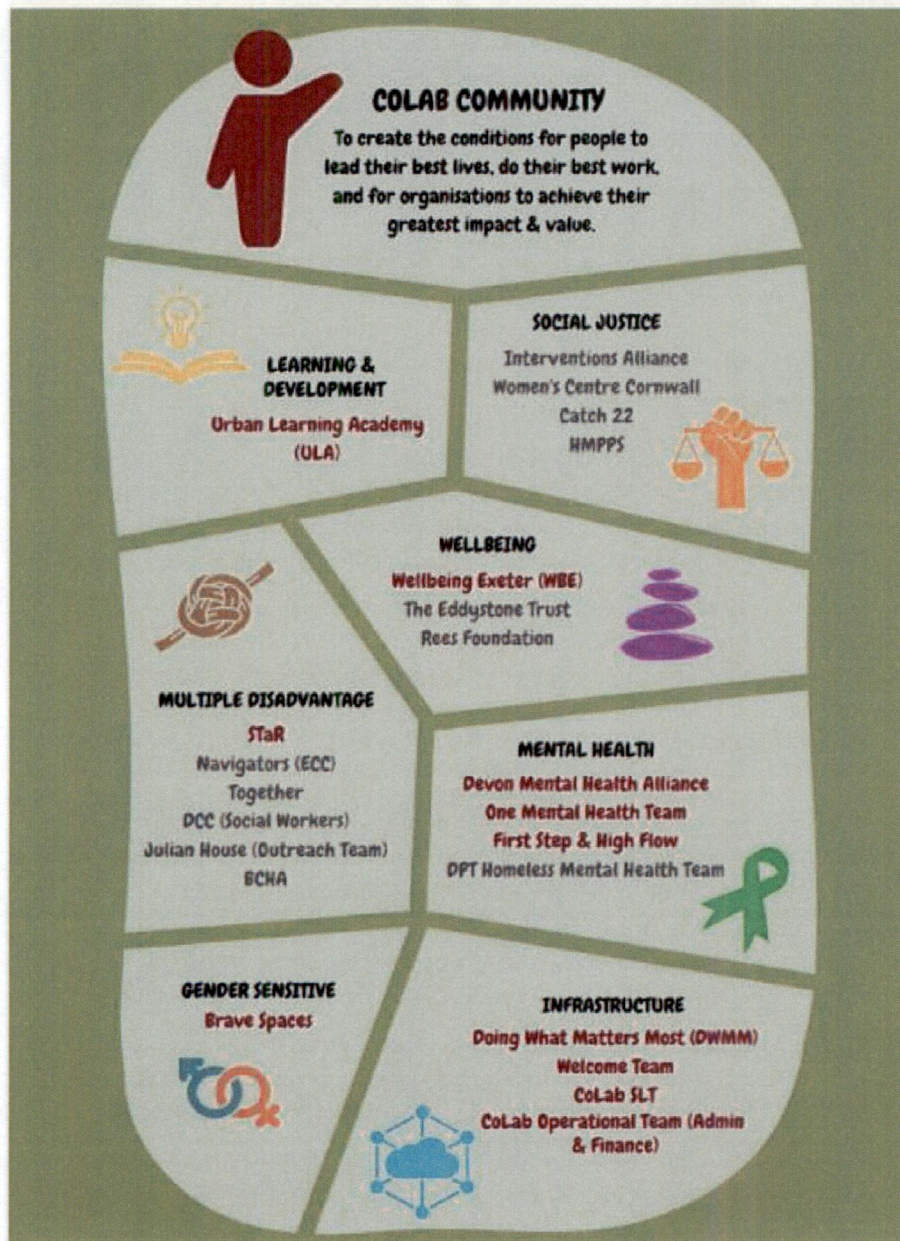 COLAB COMMUNITY
To create the conditions for people to
lead their best lives, do their best work,
and for organisations to achieve their
greatest impact & value.
LEARNING &
DEVELOPMENT
Urban Learning Academy
(ULA)
SOCIAL JUSTICE
Interventions Alliance
Women's Centre Cornwall
Catch 22
HMPPS
WELLBEING
Wellbeing Exeter (WBE)
The Eddystone Trust
Rees Foundation
MULTIPLE DISADVANTAGE
STaR
Navigators (ECC)
Together
DCC (Social Workers)
Julian House (Outreach Team)
BCHA
MENTAL HEALTH
Devon Mental Health Alliance
One Mental Health Team
First Step & High Flow
DPT Homeless Mental Health Team
GENDER SENSITIVE
Brave Spaces
INFRASTRUCTURE
Doing What Matters Most (DWMM)
Welcome Team
CoLab SLT
CoLab Operational Team (Admin
& Finance)